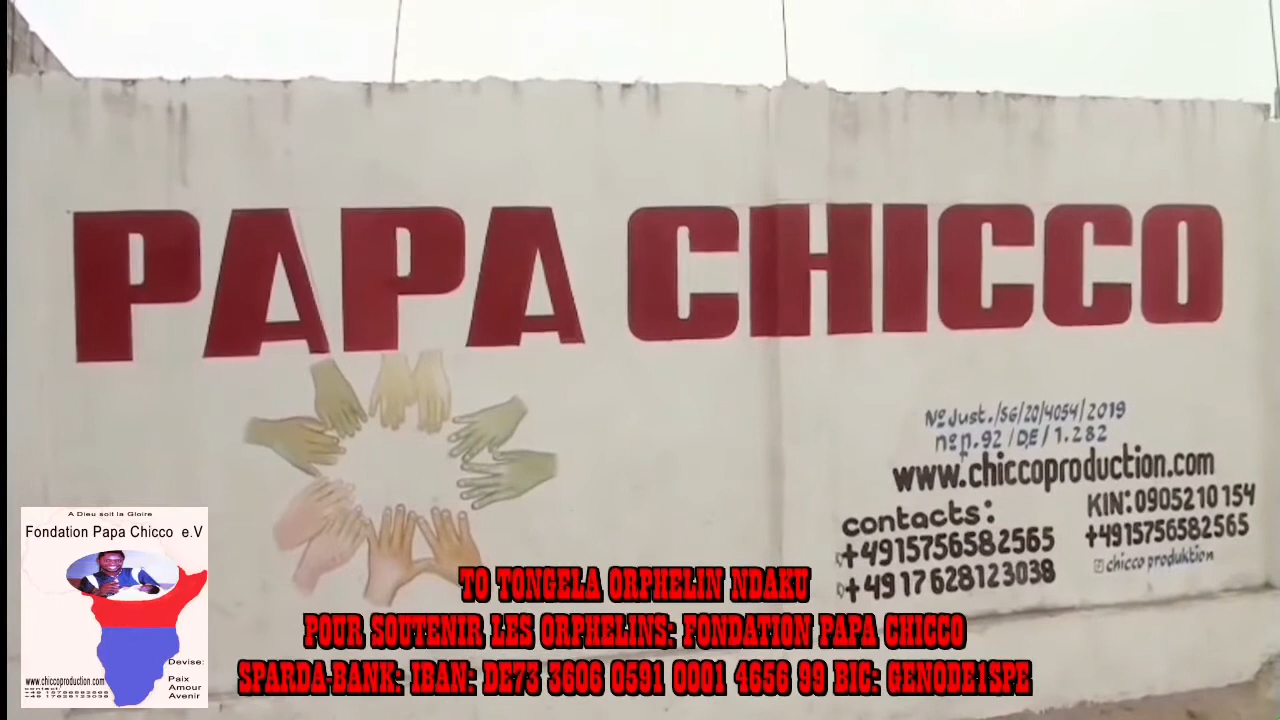 PAPA CHICCO
Nº Just./SG/20/4054/2019
nº n.92/DE/1.282
www.chiccoproduction.com
contacts:
+4915756582565
+4917628123038
KIN:0905210154
+4915756582565
chicco produktion
A Dieu soit la Gloire
Fondation Papa Chicco e.V
Devise:
Paix
Amour
Avenir
www.chiccoproduction.com
TO TONGELA ORPHELIN NDAKU
POUR SOUTENIR LES ORPHELINS: FONDATION PAPA CHICCO
SPARDA-BANK: IBAN: DE73 3606 0591 0001 4656 99 BIC: GENODE1SPE